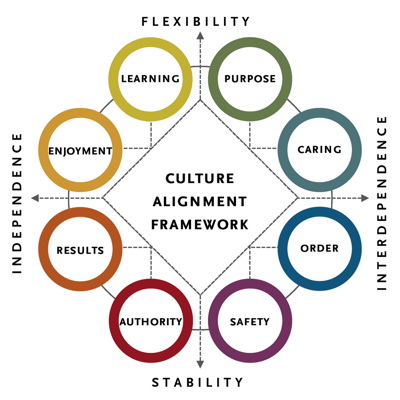 FLEXIBILITY
LEARNING
PURPOSE
ENJOYMENT
CARING
INDEPENDENCE
CULTURE
ALIGNMENT
FRAMEWORK
INTERDEPENDENCE
RESULTS
ORDER
AUTHORITY
SAFETY
STABILITY